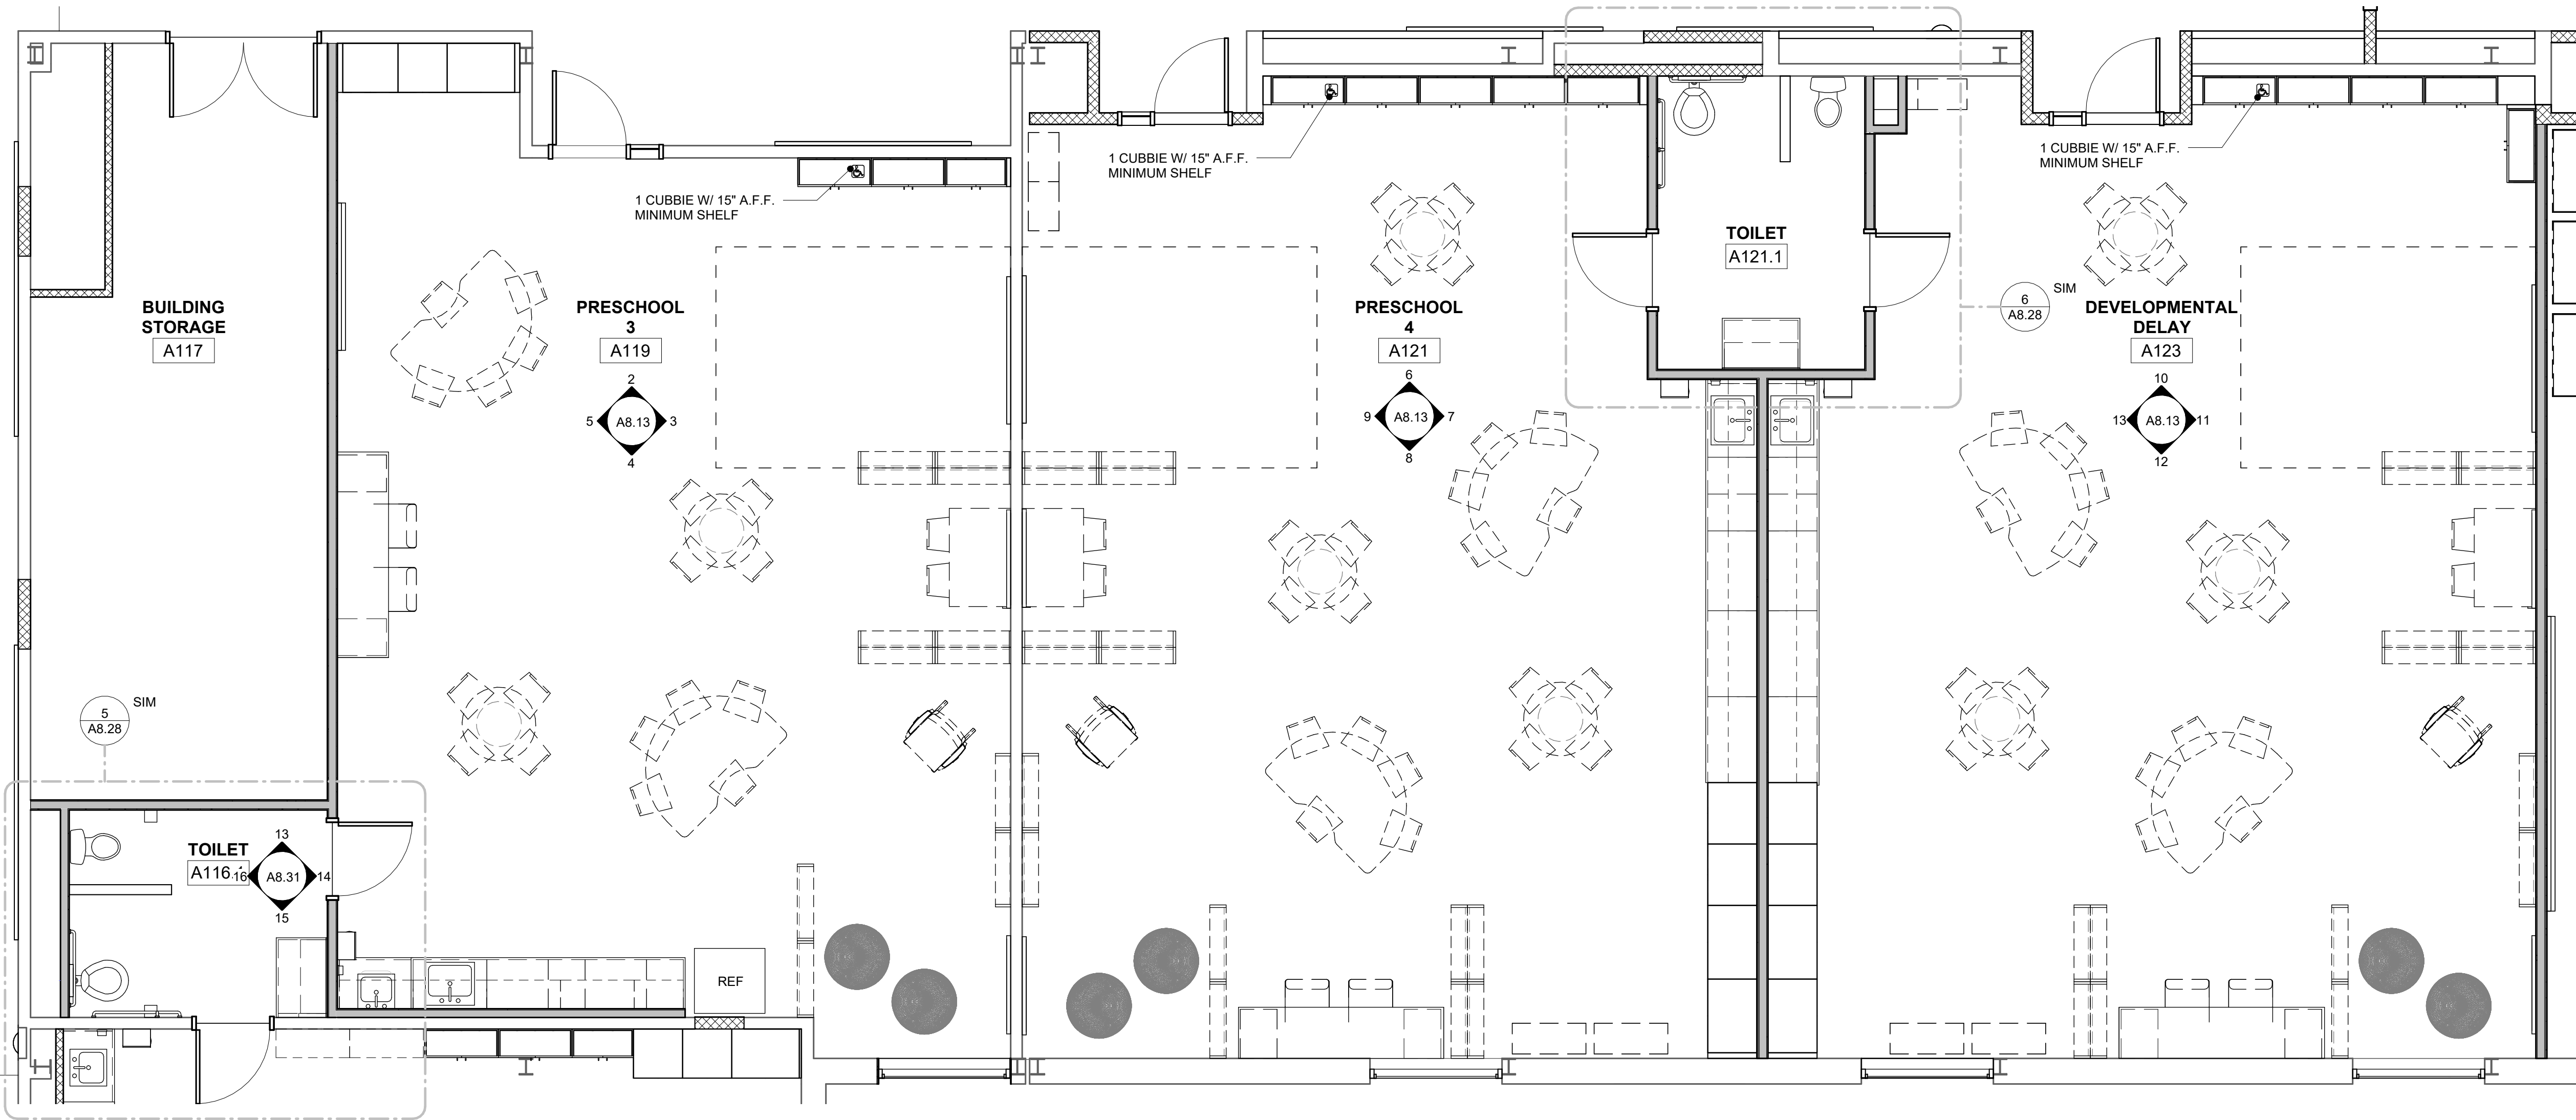 1 CUBBIE W/ 15" A.F.F.
MINIMUM SHELF
1 CUBBIE W/ 15" A.F.F.
MINIMUM SHELF
1 CUBBIE W/ 15" A.F.F.
MINIMUM SHELF
BUILDING
STORAGE
A117
PRESCHOOL
3
A119
2
5
A8.13
3
4
PRESCHOOL
4
A121
6
9
A8.13
7
8
TOILET
A121.1
6
A8.28
SIM
DEVELOPMENTAL
DELAY
A123
10
13
A8.13
11
12
5
A8.28
SIM
TOILET
A116.1
13
16
A8.31
14
15
REF